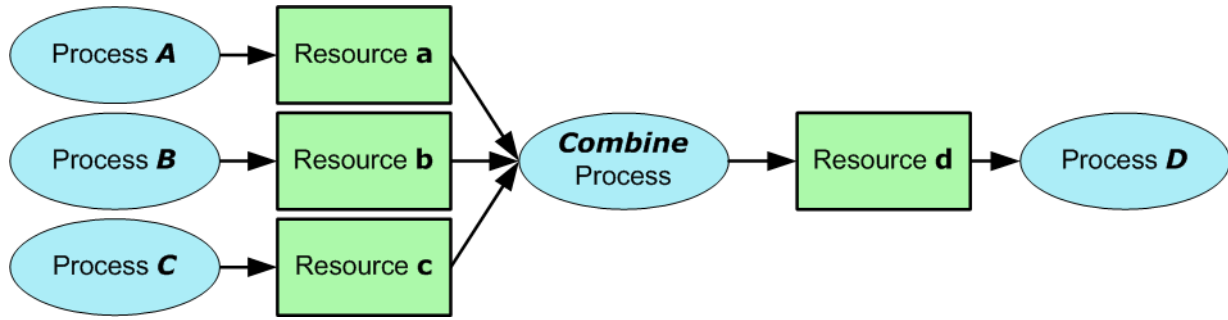 Process A
Resource a
Process B
Resource b
Combine
Process
Resource d
Process D
Process C
Resource c